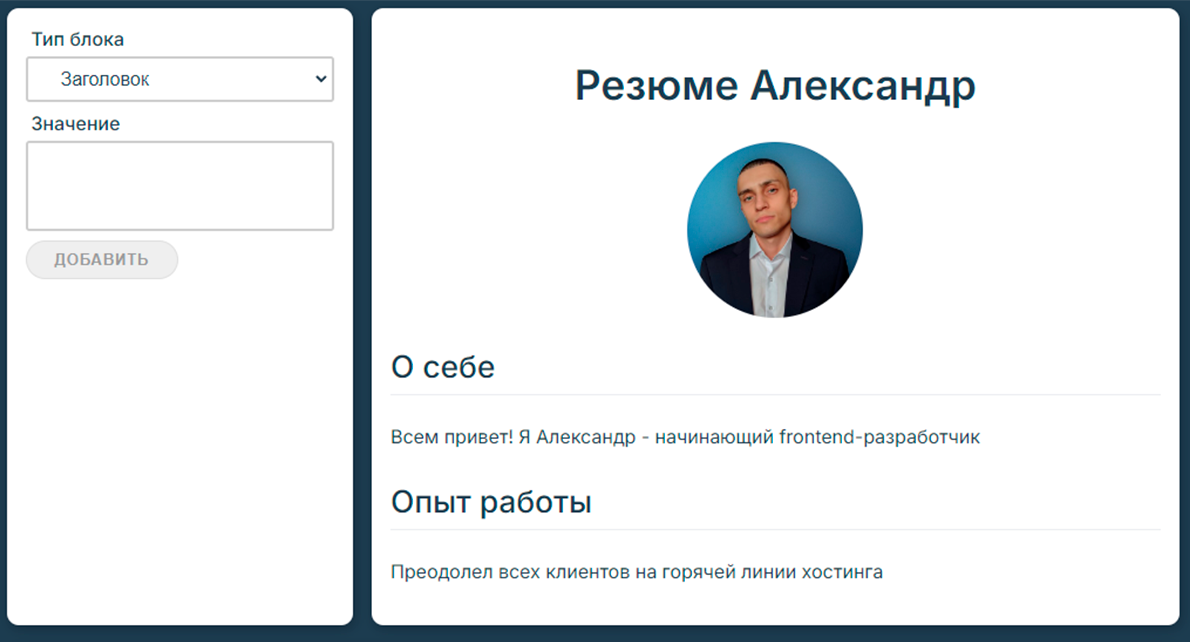 Тип блока
Заголовок
Значение
ДОБАВИТЬ
Резюме Александр
О себе
Всем привет! Я Александр - начинающий frontend-разработчик
Опыт работы
Преодолел всех клиентов на горячей линии хостинга